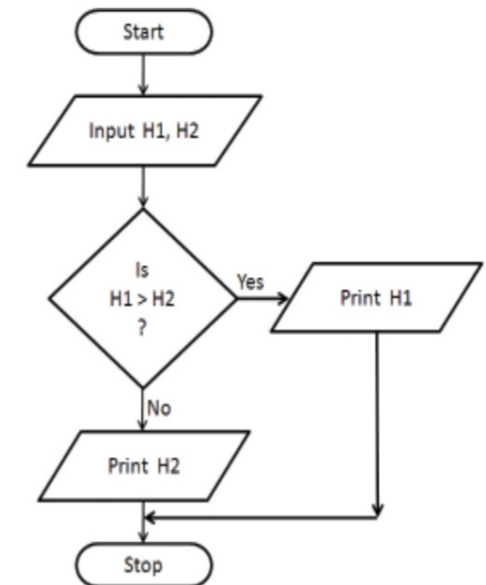 Start
Input H1, H2
Is
H1 > H2
?
Yes
Print H1
No
Print H2
Stop